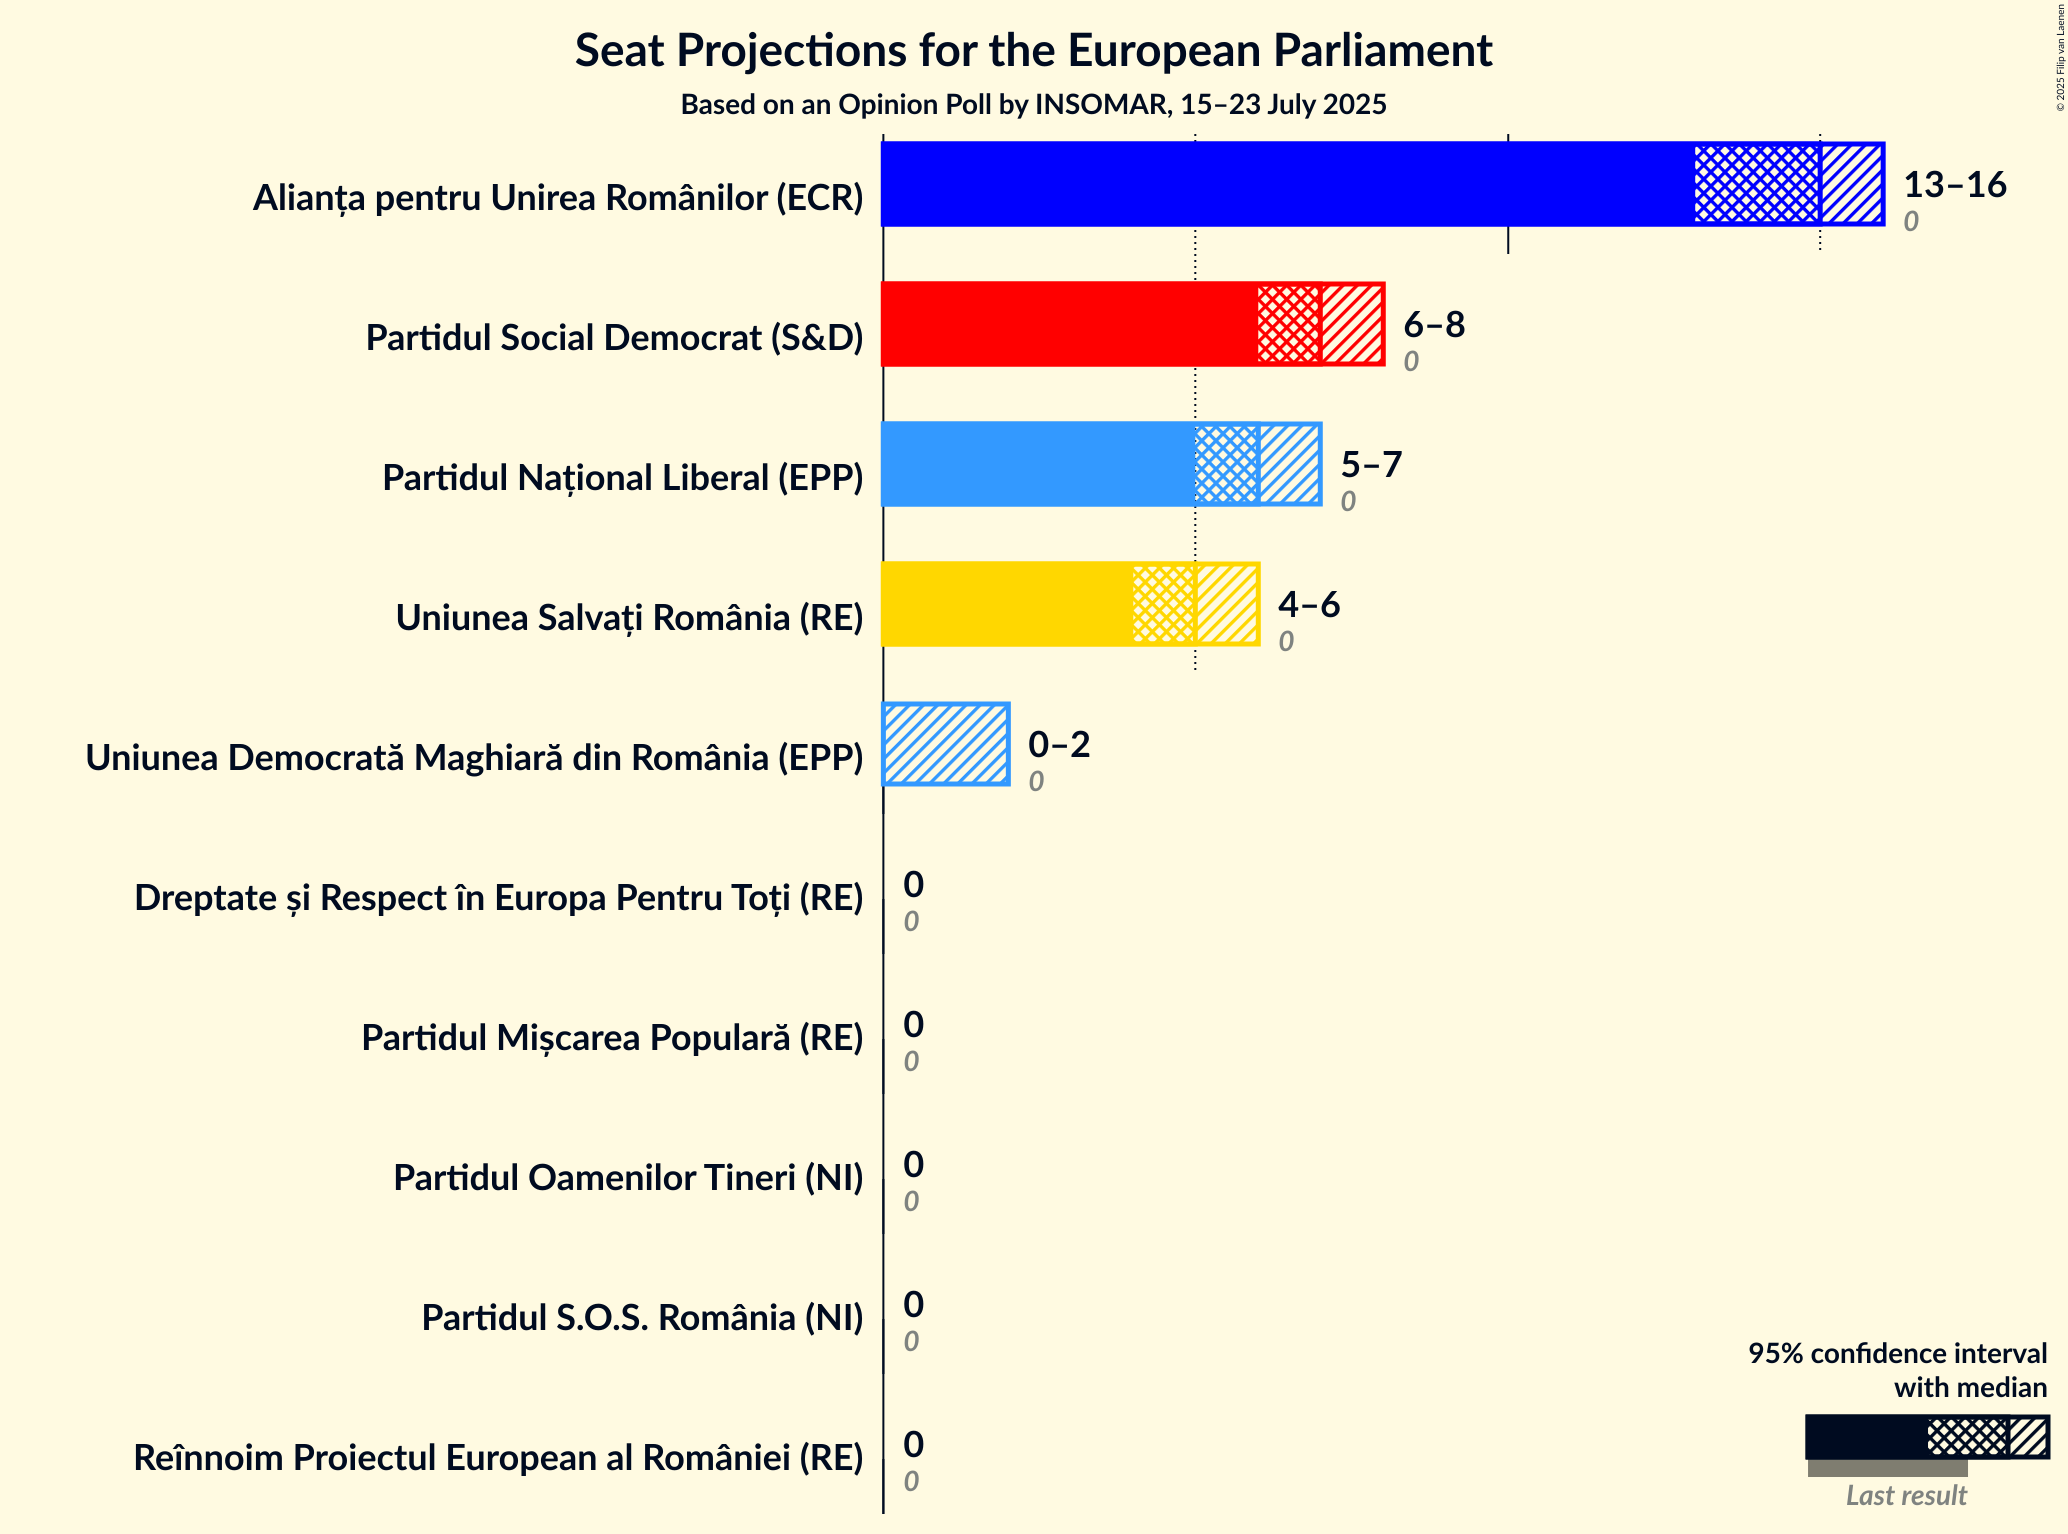 Seat Projections for the European Parliament
Based on an Opinion Poll by INSOMAR, 15–23 July 2025
© 2025 Filip van Laenen
Alianța pentru Unirea Românilor (ECR)
13–16
0
Partidul Social Democrat (S&D)
6–8
0
Partidul Național Liberal (EPP)
5–7
0
Uniunea Salvați România (RE)
4–6
0
Uniunea Democrată Maghiară din România (EPP)
0–2
0
Dreptate și Respect în Europa Pentru Toți (RE)
0
0
Partidul Mișcarea Populară (RE)
0
0
Partidul Oamenilor Tineri (NI)
0
0
Partidul S.O.S. România (NI)
0
0
Reînnoim Proiectul European al României (RE)
0
0
95% confidence interval
with median
Last result